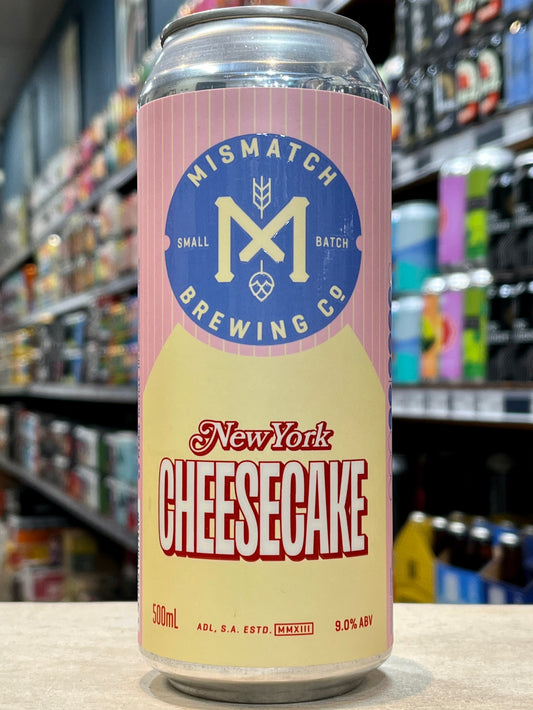 MISMATCH
SMALL BATCH
M
BREWING CO
New York
CHEESECAKE
500mL
ADL, S.A. ESTD. MMXIII
9.0% ABV